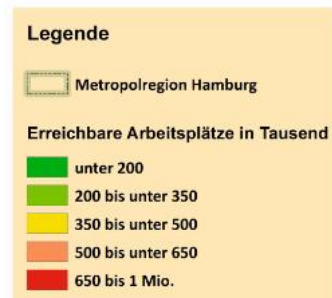 Legende
Metropolregion Hamburg
Erreichbare Arbeitsplätze in Tausend
unter 200
200 bis unter 350
350 bis unter 500
500 bis unter 650
650 bis 1 Mio.